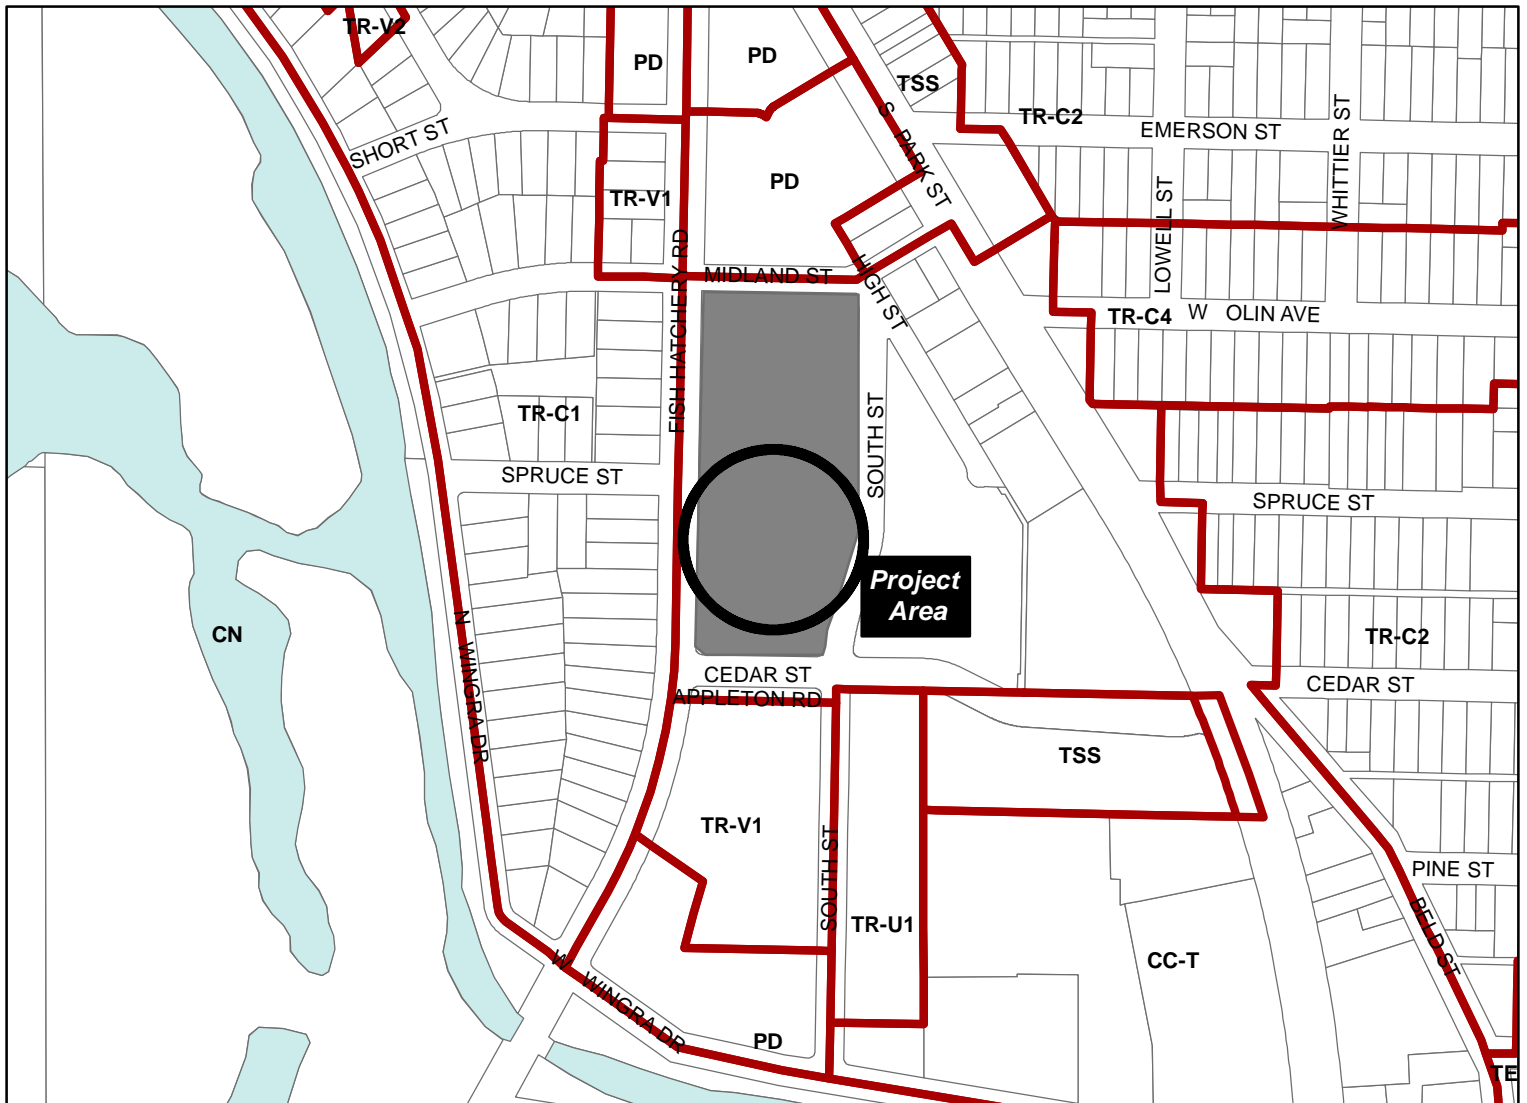 TR-V2
PD
PD
TSS
TR-C2
EMERSON ST
WHITTIER ST
SHORT ST
S PARK ST
PD
TR-V1
LOWELL ST
FISH HATCHERY RD
MIDLAND ST
HIGH ST
TR-C4
W OLIN AVE
TR-C1
SOUTH ST
SPRUCE ST
SPRUCE ST
Project
Area
CN
N WINGRA DR
TR-C2
CEDAR ST
CEDAR ST
APPLETON RD
TSS
TR-V1
SOUTH ST
PINE ST
TR-U1
BELD ST
CC-T
W WINGRA DR
PD
TE